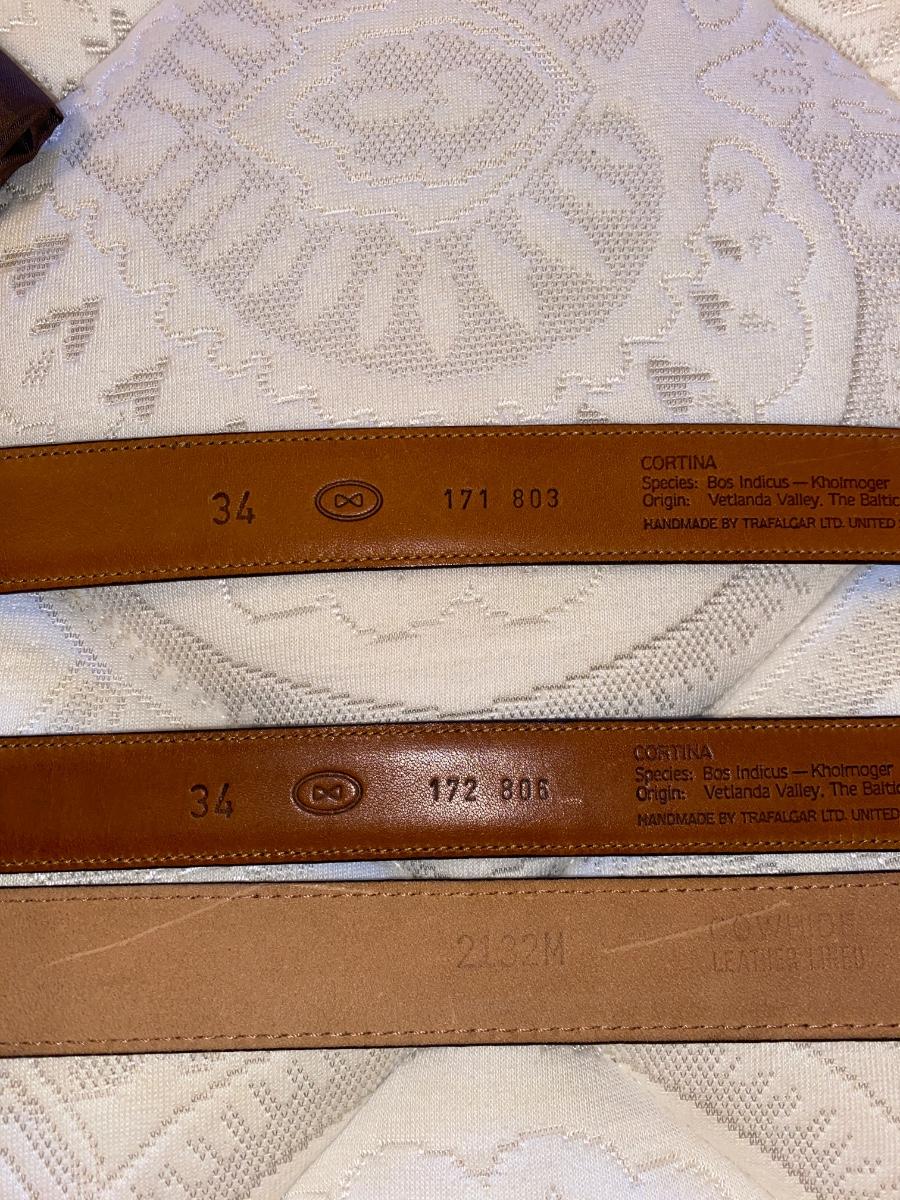 34 171 803
CORTINA
Species: Bos Indicus — Kholmoger
Origin: Vetlanda Valley, The Baltic
HANDMADE BY TRAFALGAR LTD. UNITED
34 172 806
CORTINA
Species: Bos Indicus — Kholmoger
Origin: Vetlanda Valley, The Baltic
HANDMADE BY TRAFALGAR LTD. UNITED
2132M
COWHIDE
LEATHER LINED